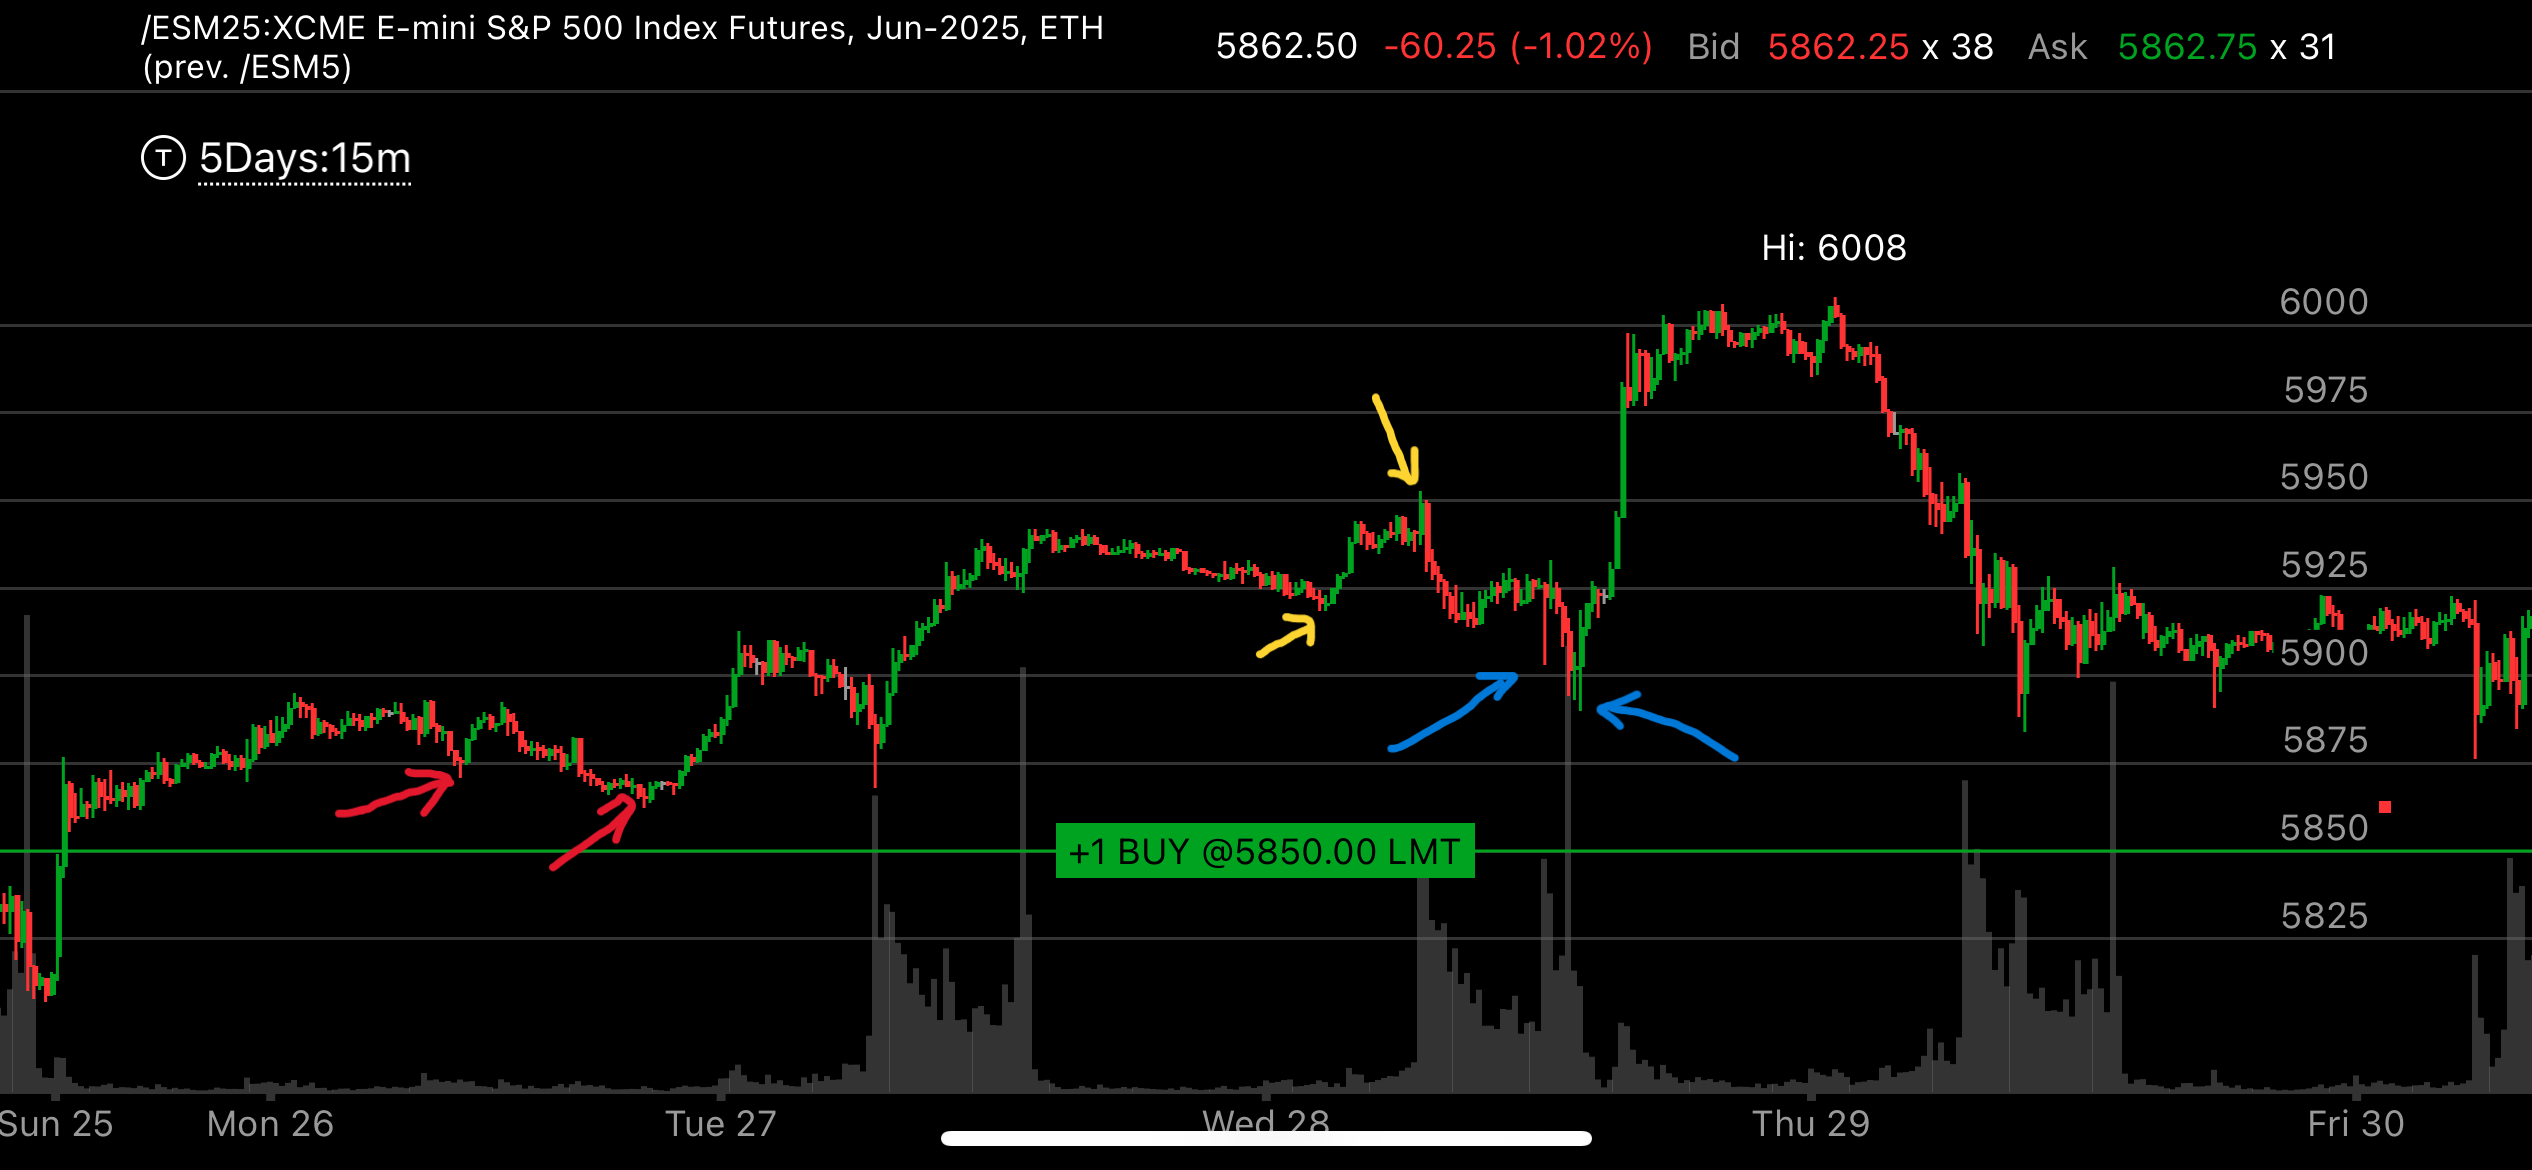 /ESM25:XCME E-mini S&P 500 Index Futures, Jun-2025, ETH
(prev. /ESM5)
5862.50 -60.25 (-1.02%) Bid 5862.25 x 38 Ask 5862.75 x 31
T 5Days:15m
Hi: 6008
6000
5975
5950
5925
5900
5875
5850
+1 BUY @5850.00 LMT
5825
Sun 25 Mon 26 Tue 27 Wed 28 Thu 29 Fri 30